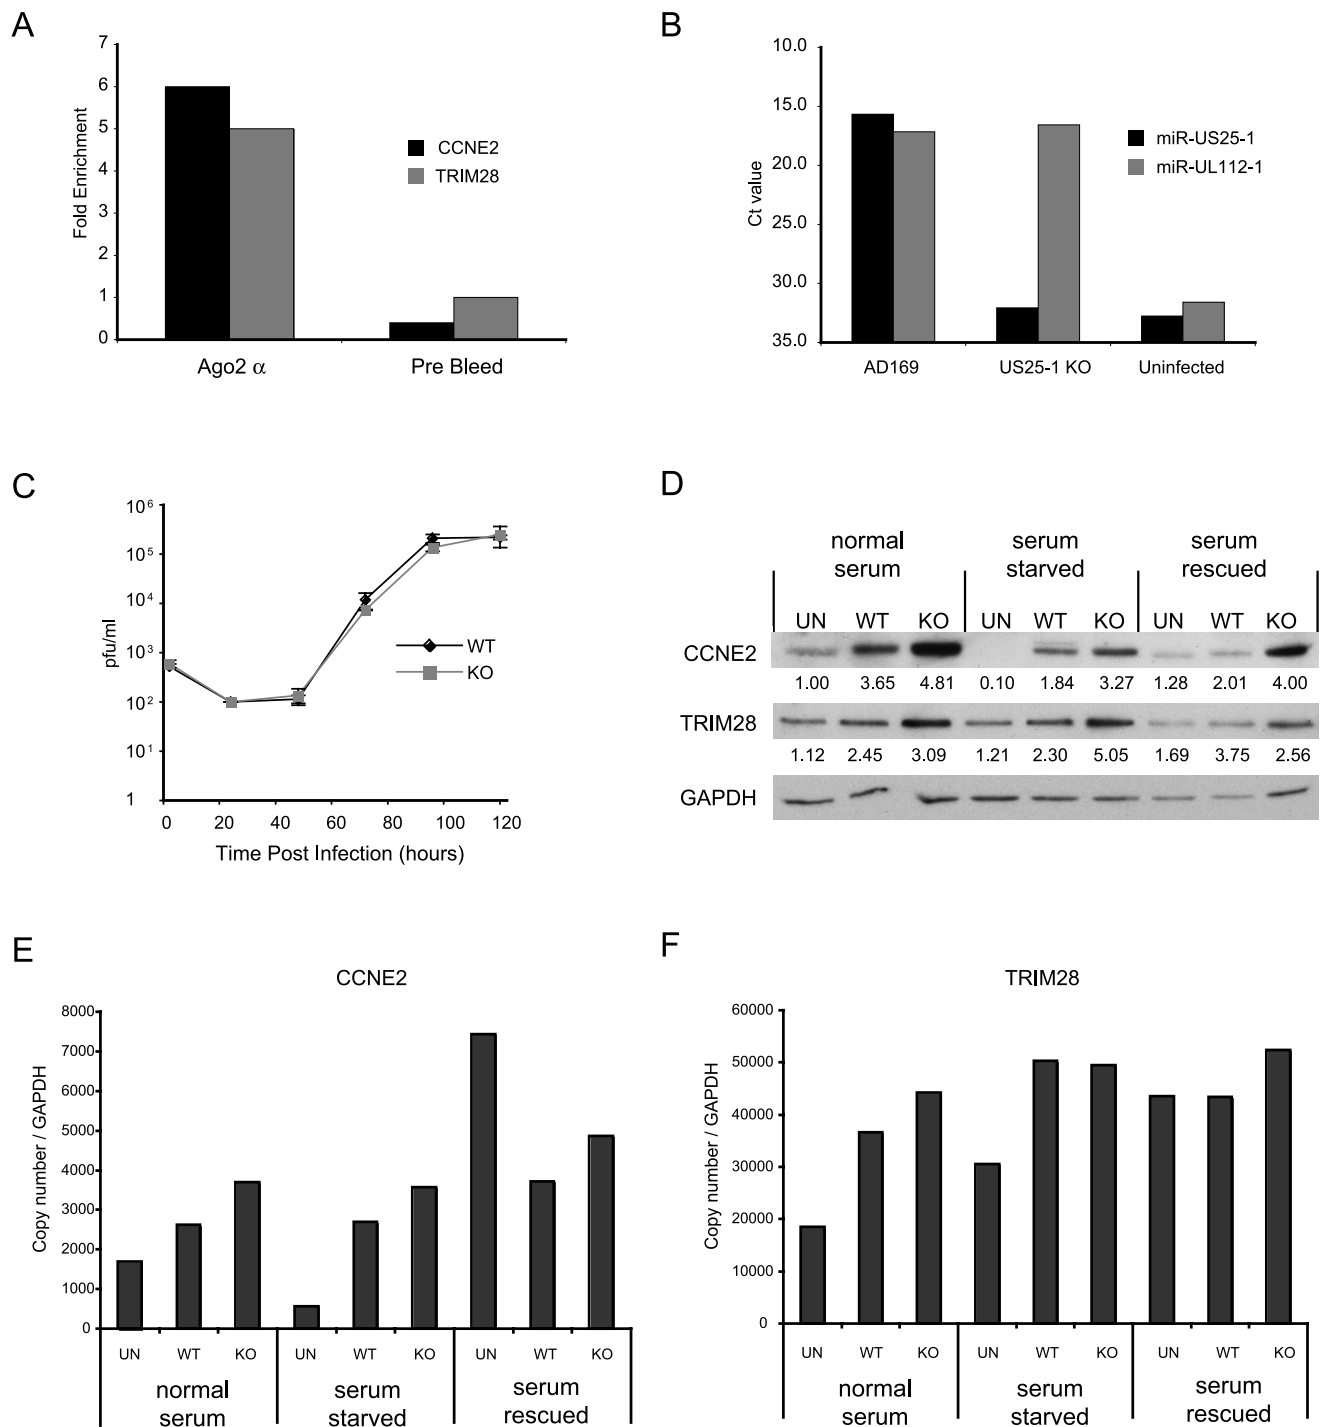 A
7
6
5
4
3
2
1
0
Fold Enrichment
CCNE2
TRIM28
Ago2 α
Pre Bleed
B
10.0
15.0
20.0
25.0
30.0
35.0
Ct value
miR-US25-1
miR-UL112-1
AD169
US25-1 KO
Uninfected
C
10^6
10^5
10^4
10^3
10^2
10^1
1
pfu/ml
WT
KO
0
20
40
60
80
100
120
Time Post Infection (hours)
D
normal serum
serum starved
serum rescued
UN WT KO UN WT KO UN WT KO
CCNE2
1.00 3.65 4.81 0.10 1.84 3.27 1.28 2.01 4.00
TRIM28
1.12 2.45 3.09 1.21 2.30 5.05 1.69 3.75 2.56
GAPDH
E
CCNE2
8000
7000
6000
5000
4000
3000
2000
1000
0
Copy number / GAPDH
UN WT KO UN WT KO UN WT KO
normal serum
serum starved
serum rescued
F
TRIM28
60000
50000
40000
30000
20000
10000
0
Copy number / GAPDH
UN WT KO UN WT KO UN WT KO
normal serum
serum starved
serum rescued